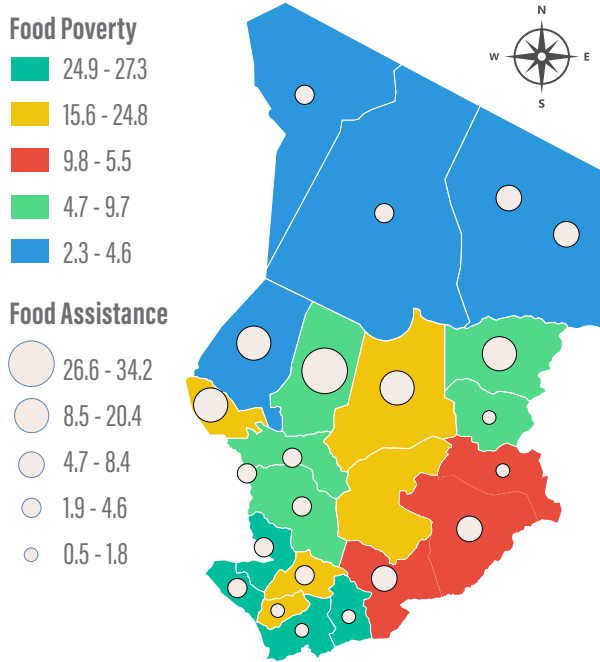 Food Poverty
24.9 - 27.3
15.6 - 24.8
9.8 - 5.5
4.7 - 9.7
2.3 - 4.6
Food Assistance
26.6 - 34.2
8.5 - 20.4
4.7 - 8.4
1.9 - 4.6
0.5 - 1.8
N
W
E
S